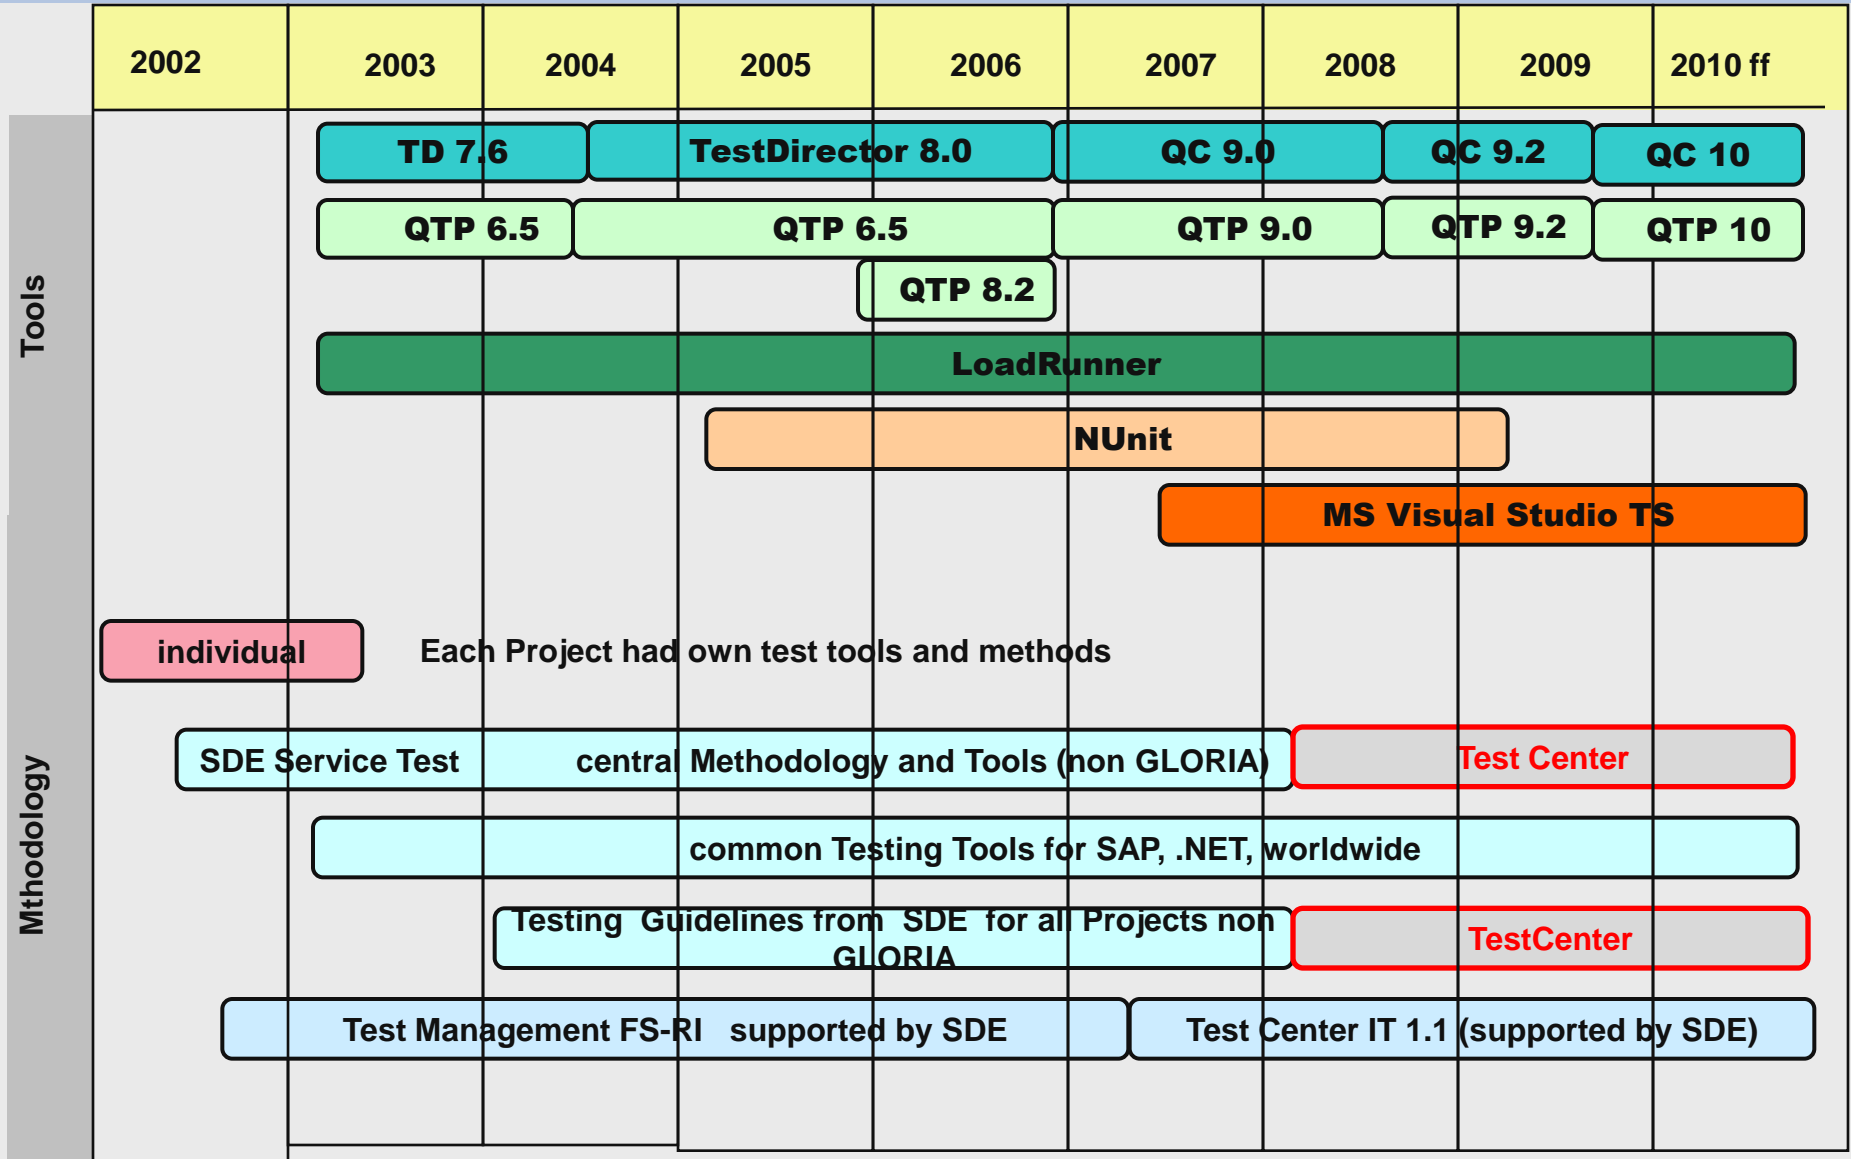 2002 2003 2004 2005 2006 2007 2008 2009 2010 ff
Tools
TD 7.6 TestDirector 8.0 QC 9.0 QC 9.2 QC 10
QTP 6.5 QTP 6.5 QTP 9.0 QTP 9.2 QTP 10
QTP 8.2
LoadRunner
NUnit
MS Visual Studio TS
Mthodology
individual Each Project had own test tools and methods
SDE Service Test central Methodology and Tools (non GLORIA) Test Center
common Testing Tools for SAP, .NET, worldwide
Testing Guidelines from SDE for all Projects non
GLORIA
TestCenter
Test Management FS-RI supported by SDE Test Center IT 1.1 (supported by SDE)